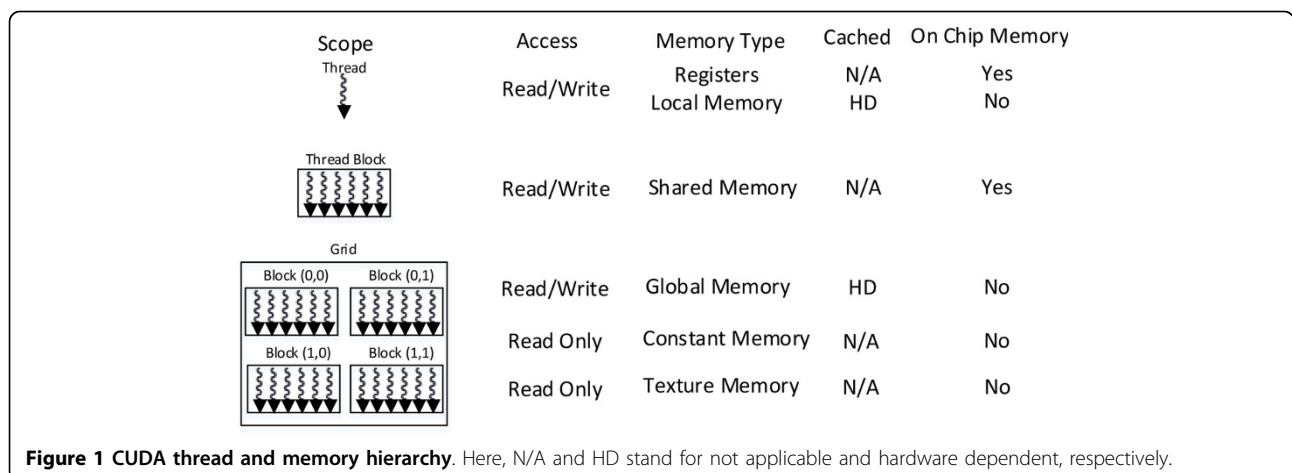 Scope Access Memory Type Cached On Chip Memory
Thread
Read/Write
Registers N/A Yes
Local Memory HD No
Thread Block
Read/Write Shared Memory N/A Yes
Grid
Block (0,0) Block (0,1)
Read/Write Global Memory HD No
Read Only Constant Memory N/A No
Block (1,0) Block (1,1)
Read Only Texture Memory N/A No
Figure 1 CUDA thread and memory hierarchy. Here, N/A and HD stand for not applicable and hardware dependent, respectively.